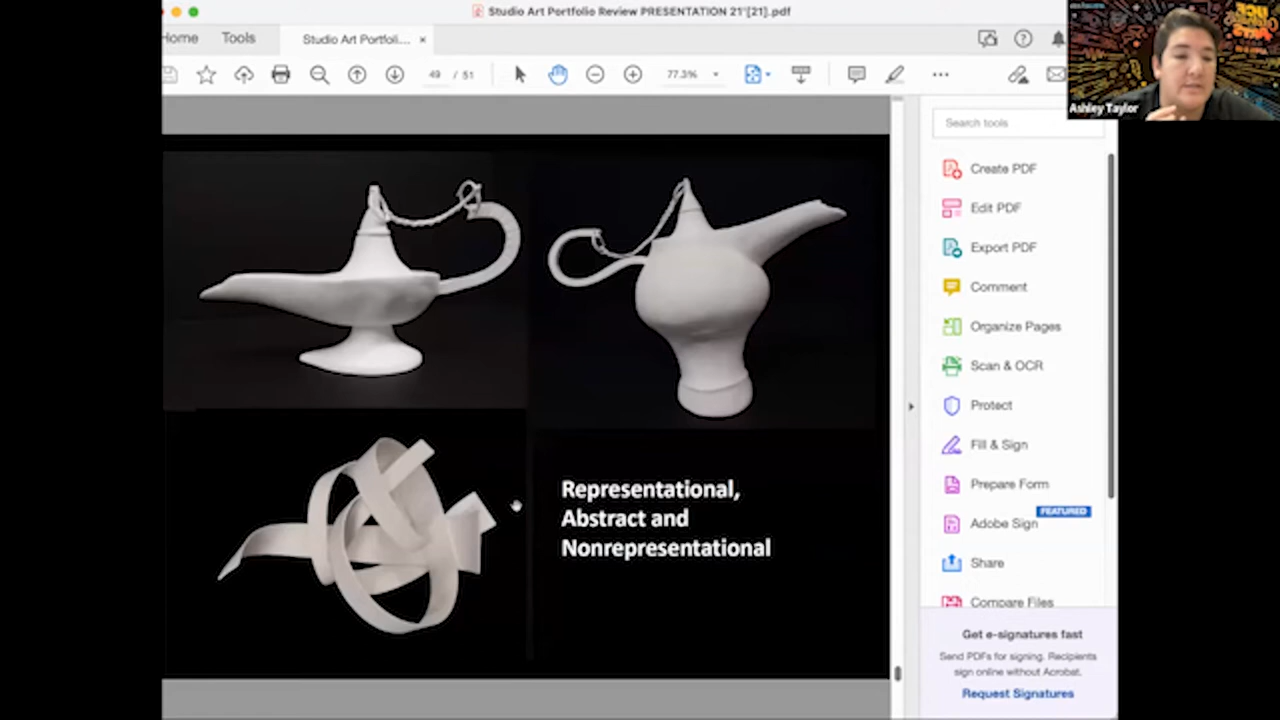 Studio Art Portfolio Review PRESENTATION 21'[21].pdf
Home
Tools
Studio Art Portfoli...
49 / 51
77.3%
Ashley Taylor
Search tools
Create PDF
Edit PDF
Export PDF
Comment
Organize Pages
Scan & OCR
Protect
Fill & Sign
Prepare Form
FEATURED
Adobe Sign
Share
Compare Files
Get e-signatures fast
Send PDFs for signing. Recipients
sign online without Acrobat.
Request Signatures
Representational,
Abstract and
Nonrepresentational